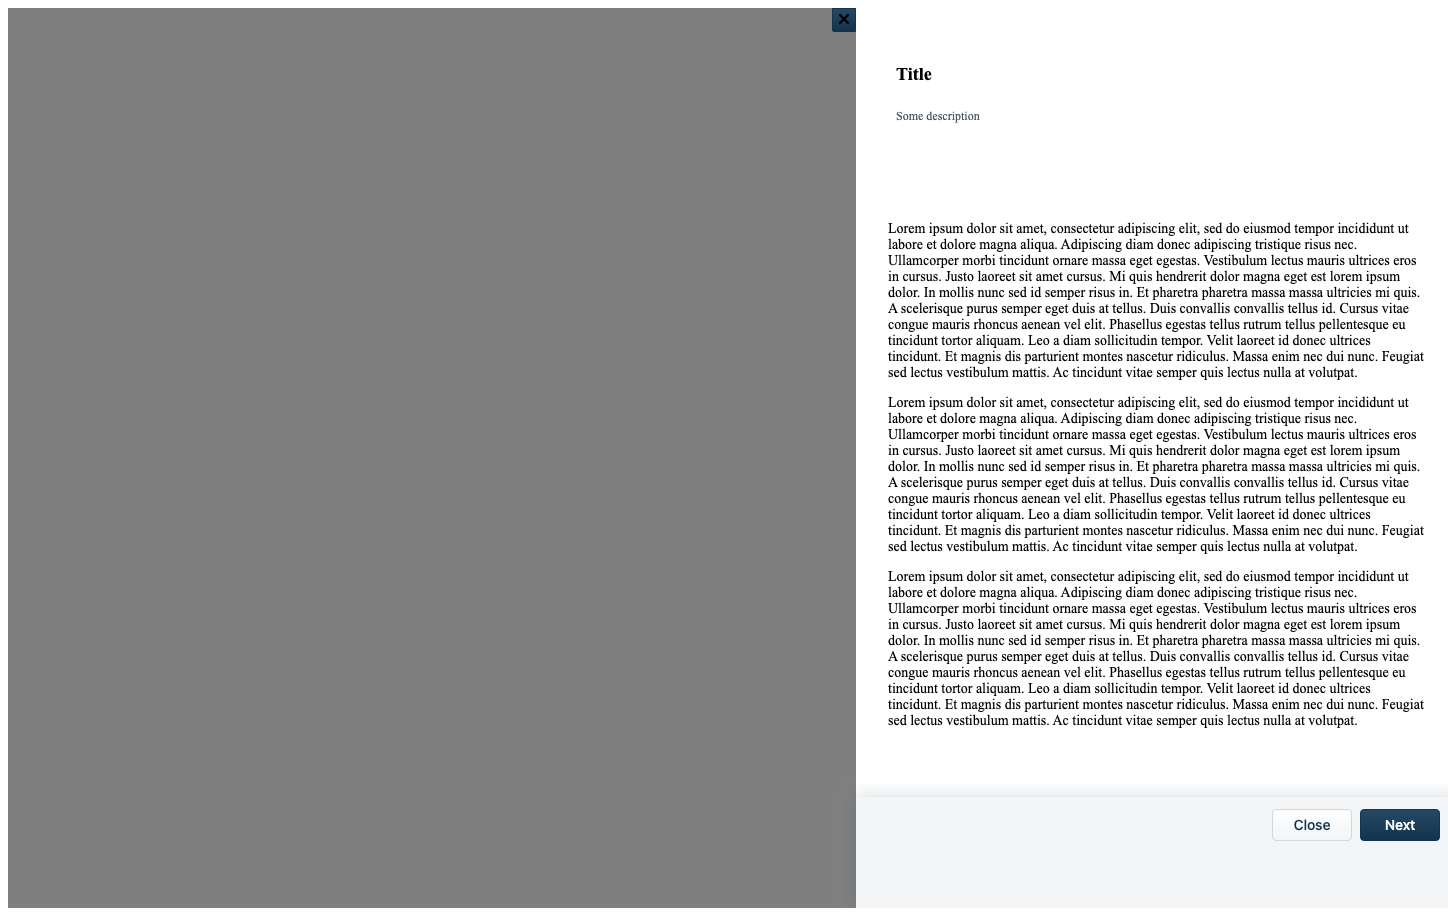 Title
Some description
Lorem ipsum dolor sit amet, consectetur adipiscing elit, sed do eiusmod tempor incididunt ut
labore et dolore magna aliqua. Adipiscing diam donec adipiscing tristique risus nec.
Ullamcorper morbi tincidunt ornare massa eget egestas. Vestibulum lectus mauris ultrices eros
in cursus. Justo laoreet sit amet cursus. Mi quis hendrerit dolor magna eget est lorem ipsum
dolor. In mollis nunc sed id semper risus in. Et pharetra pharetra massa massa ultricies mi quis.
A scelerisque purus semper eget duis at tellus. Duis convallis convallis tellus id. Cursus vitae
congue mauris rhoncus aenean vel elit. Phasellus egestas tellus rutrum tellus pellentesque eu
tincidunt tortor aliquam. Leo a diam sollicitudin tempor. Velit laoreet id donec ultrices
tincidunt. Et magnis dis parturient montes nascetur ridiculus. Massa enim nec dui nunc. Feugiat
sed lectus vestibulum mattis. Ac tincidunt vitae semper quis lectus nulla at volutpat.
Lorem ipsum dolor sit amet, consectetur adipiscing elit, sed do eiusmod tempor incididunt ut
labore et dolore magna aliqua. Adipiscing diam donec adipiscing tristique risus nec.
Ullamcorper morbi tincidunt ornare massa eget egestas. Vestibulum lectus mauris ultrices eros
in cursus. Justo laoreet sit amet cursus. Mi quis hendrerit dolor magna eget est lorem ipsum
dolor. In mollis nunc sed id semper risus in. Et pharetra pharetra massa massa ultricies mi quis.
A scelerisque purus semper eget duis at tellus. Duis convallis convallis tellus id. Cursus vitae
congue mauris rhoncus aenean vel elit. Phasellus egestas tellus rutrum tellus pellentesque eu
tincidunt tortor aliquam. Leo a diam sollicitudin tempor. Velit laoreet id donec ultrices
tincidunt. Et magnis dis parturient montes nascetur ridiculus. Massa enim nec dui nunc. Feugiat
sed lectus vestibulum mattis. Ac tincidunt vitae semper quis lectus nulla at volutpat.
Lorem ipsum dolor sit amet, consectetur adipiscing elit, sed do eiusmod tempor incididunt ut
labore et dolore magna aliqua. Adipiscing diam donec adipiscing tristique risus nec.
Ullamcorper morbi tincidunt ornare massa eget egestas. Vestibulum lectus mauris ultrices eros
in cursus. Justo laoreet sit amet cursus. Mi quis hendrerit dolor magna eget est lorem ipsum
dolor. In mollis nunc sed id semper risus in. Et pharetra pharetra massa massa ultricies mi quis.
A scelerisque purus semper eget duis at tellus. Duis convallis convallis tellus id. Cursus vitae
congue mauris rhoncus aenean vel elit. Phasellus egestas tellus rutrum tellus pellentesque eu
tincidunt tortor aliquam. Leo a diam sollicitudin tempor. Velit laoreet id donec ultrices
tincidunt. Et magnis dis parturient montes nascetur ridiculus. Massa enim nec dui nunc. Feugiat
sed lectus vestibulum mattis. Ac tincidunt vitae semper quis lectus nulla at volutpat.
Close Next